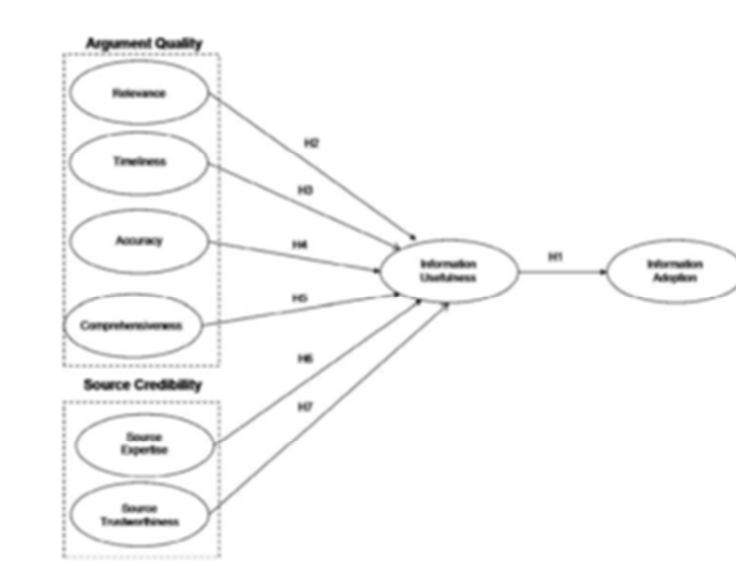 Argument Quality
Relevance
H2
Timeliness
H3
Accuracy
H4
Information
Usefulness
H1
Information
Adoption
H5
Comprehensiveness
H6
Source Credibility
H7
Source
Expertise
Source
Trustworthiness